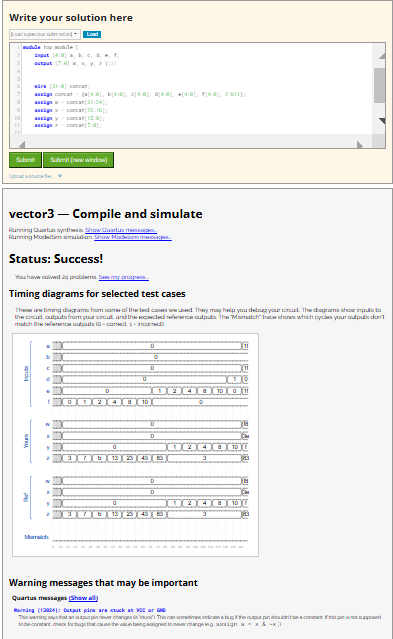 Write your solution here
[Load a previous submission]
Load
1 module top_module (
2 input [4:0] a, b, c, d, e, f,
3 output [7:0] w, x, y, z );//
4
5
6 wire [31:0] concat;
7 assign concat = {a[4:0], b[4:0], c[4:0], d[4:0], e[4:0], f[4:0], 2'b11};
8 assign w = concat[31:24];
9 assign x = concat[23:16];
10 assign y = concat[15:8];
11 assign z = concat[7:0];
Submit
Submit (new window)
Upload a source file...
vector3 — Compile and simulate
Running Quartus synthesis. Show Quartus messages...
Running ModelSim simulation. Show Modelsim messages...
Status: Success!
You have solved 24 problems. See my progress...
Timing diagrams for selected test cases
These are timing diagrams from some of the test cases we used. They may help you debug your circuit. The diagrams show inputs to
the circuit, outputs from your circuit, and the expected reference outputs. The "Mismatch" trace shows which cycles your outputs don't
match the reference outputs (0 = correct, 1 = incorrect).
Inputs
a 0 1f
b 0
c 0 1f
d 0 1 0
e 0 1 2 4 8 10 0 1f
f 0 1 2 4 8 10 0
Yours
w 0 f8
x 0 3e
y 0 1 2 4 8 10 f
z 3 7 b 13 23 43 83 3 83
Ref
w 0 f8
x 0 3e
y 0 1 2 4 8 10 f
z 3 7 b 13 23 43 83 3 83
Mismatch
Warning messages that may be important
Quartus messages (Show all)
Warning (13024): Output pins are stuck at VCC or GND
This warning says that an output pin never changes (is "stuck"). This can sometimes indicate a bug if the output pin shouldn't be a constant. If this pin is not supposed
to be constant, check for bugs that cause the value being assigned to never change (e.g., assign a = x & ~x;)